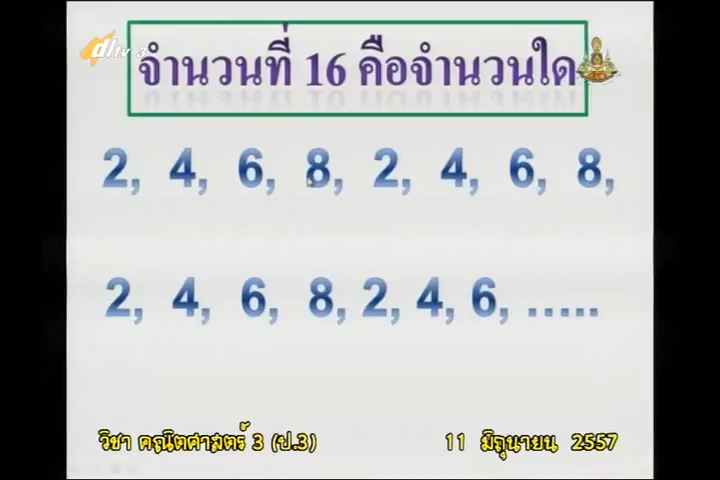 dltv 3
จำนวนที่ 16 คือจำนวนใด
2, 4, 6, 8, 2, 4, 6, 8,
2, 4, 6, 8, 2, 4, 6, .....
วิชา คณิตศาสตร์ 3 (ป.3) 11 มิถุนายน 2557